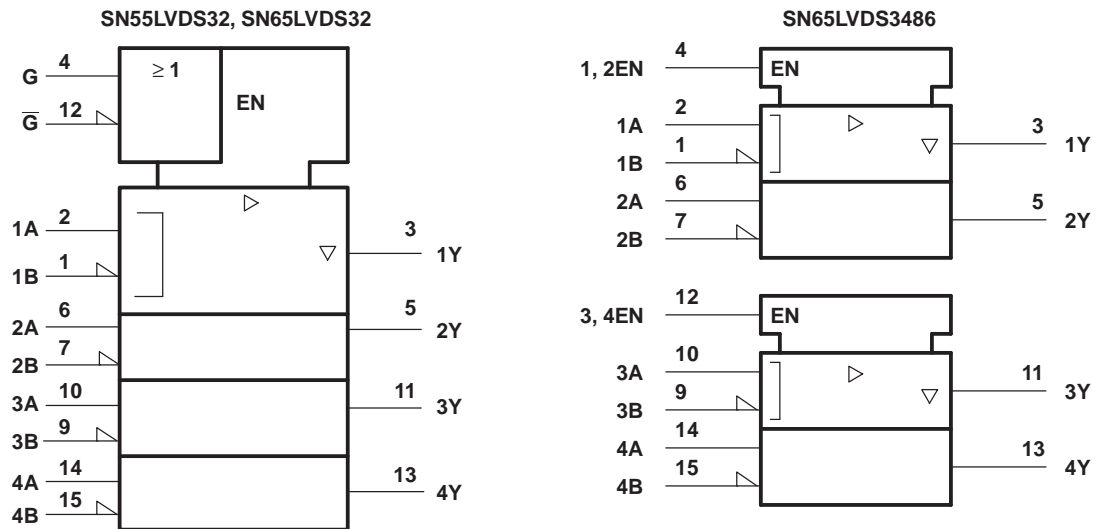 SN55LVDS32, SN65LVDS32
G 4 ≥ 1
G̅ 12 EN
1A 2
1B 1
3 1Y
2A 6
2B 7
5 2Y
3A 10
3B 9
11 3Y
4A 14
4B 15
13 4Y
SN65LVDS3486
1, 2EN 4 EN
1A 2
1B 1
3 1Y
2A 6
2B 7
5 2Y
3, 4EN 12 EN
3A 10
3B 9
11 3Y
4A 14
4B 15
13 4Y